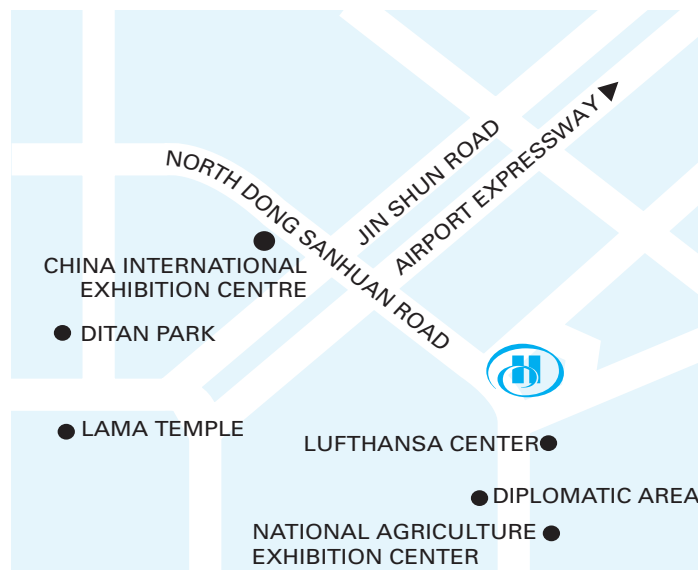 NORTH DONG SANHUAN ROAD
JIN SHUN ROAD
AIRPORT EXPRESSWAY
CHINA INTERNATIONAL
EXHIBITION CENTRE
DITAN PARK
H
LAMA TEMPLE
LUFTHANSA CENTER
DIPLOMATIC AREA
NATIONAL AGRICULTURE
EXHIBITION CENTER